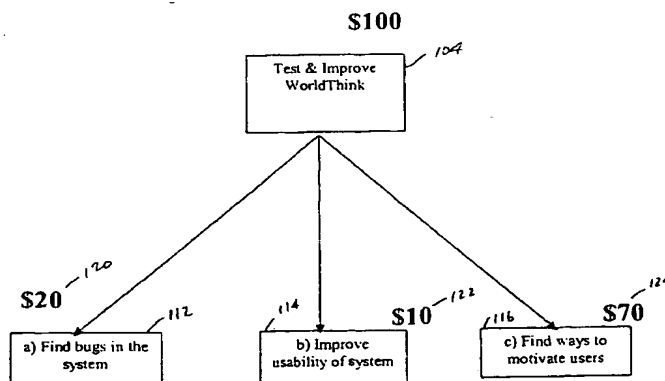 $100
104
Test & Improve
WorldThink
120
$20
112
a) Find bugs in the
system
114
$10
122
b) Improve
usability of system
116
$70
c) Find ways to
motivate users